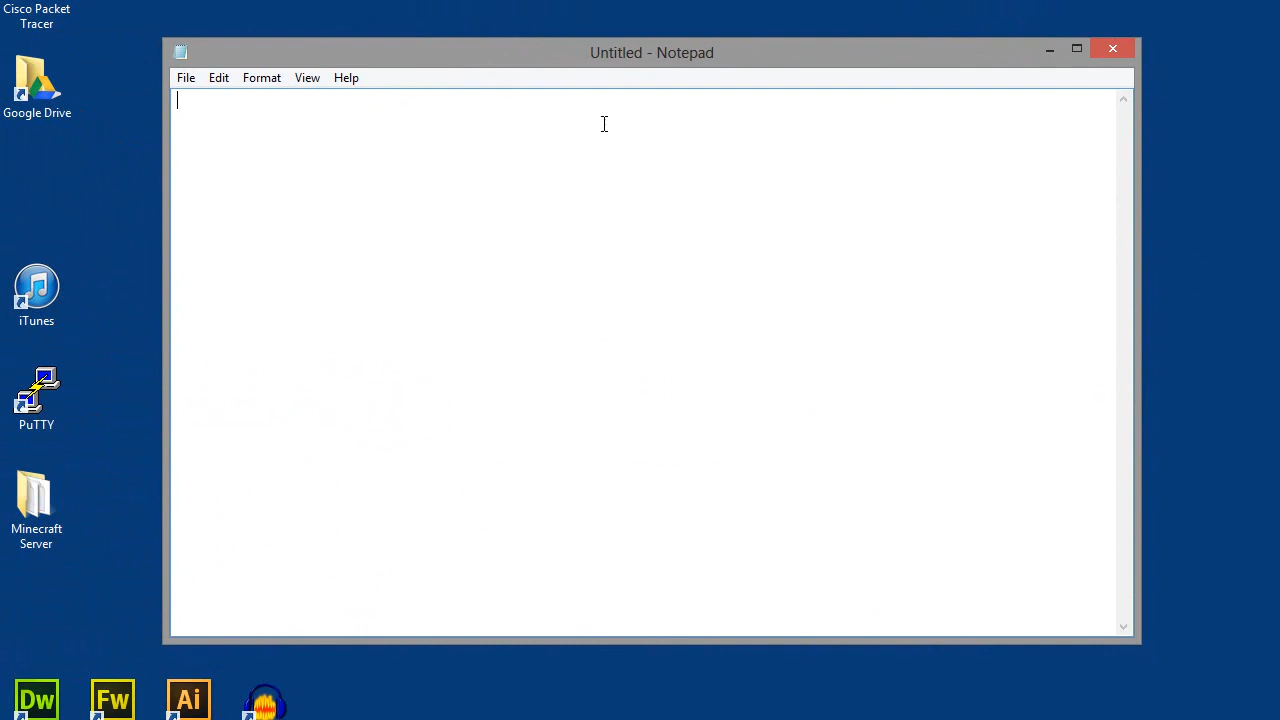 Cisco Packet
Tracer
Untitled - Notepad
File Edit Format View Help
Google Drive
iTunes
PuTTY
Minecraft
Server
Dw Fw Ai